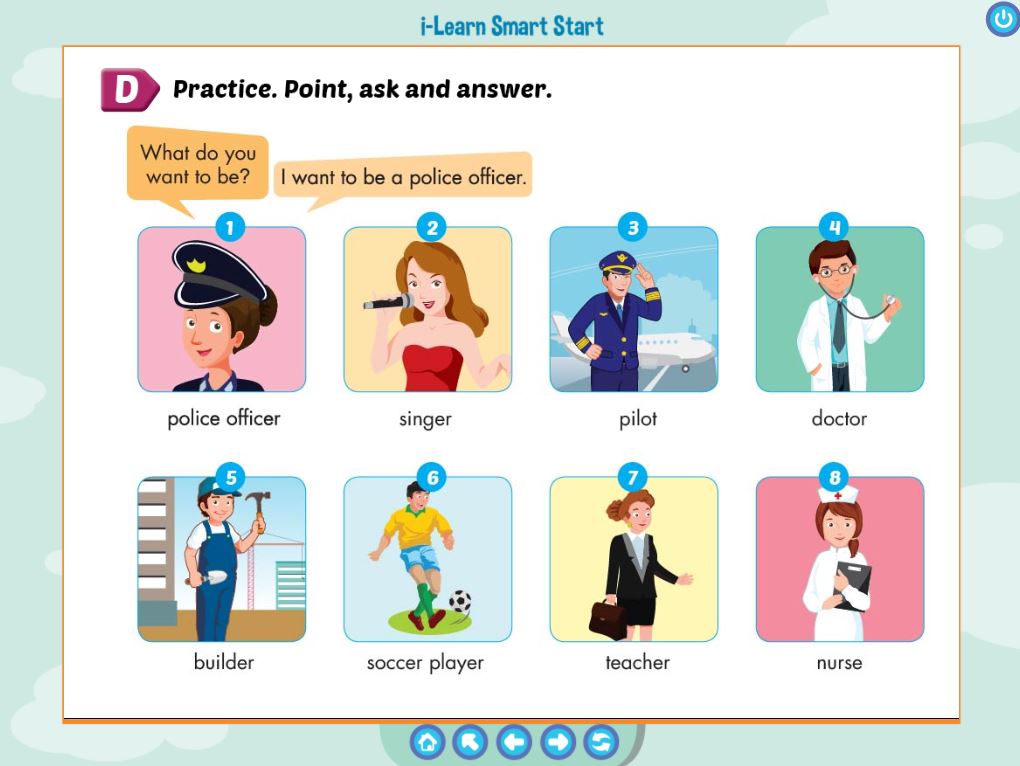 i-Learn Smart Start
D Practice. Point, ask and answer.
What do you
want to be?
I want to be a police officer.
1
2
3
4
police officer
singer
pilot
doctor
5
6
7
8
builder
soccer player
teacher
nurse